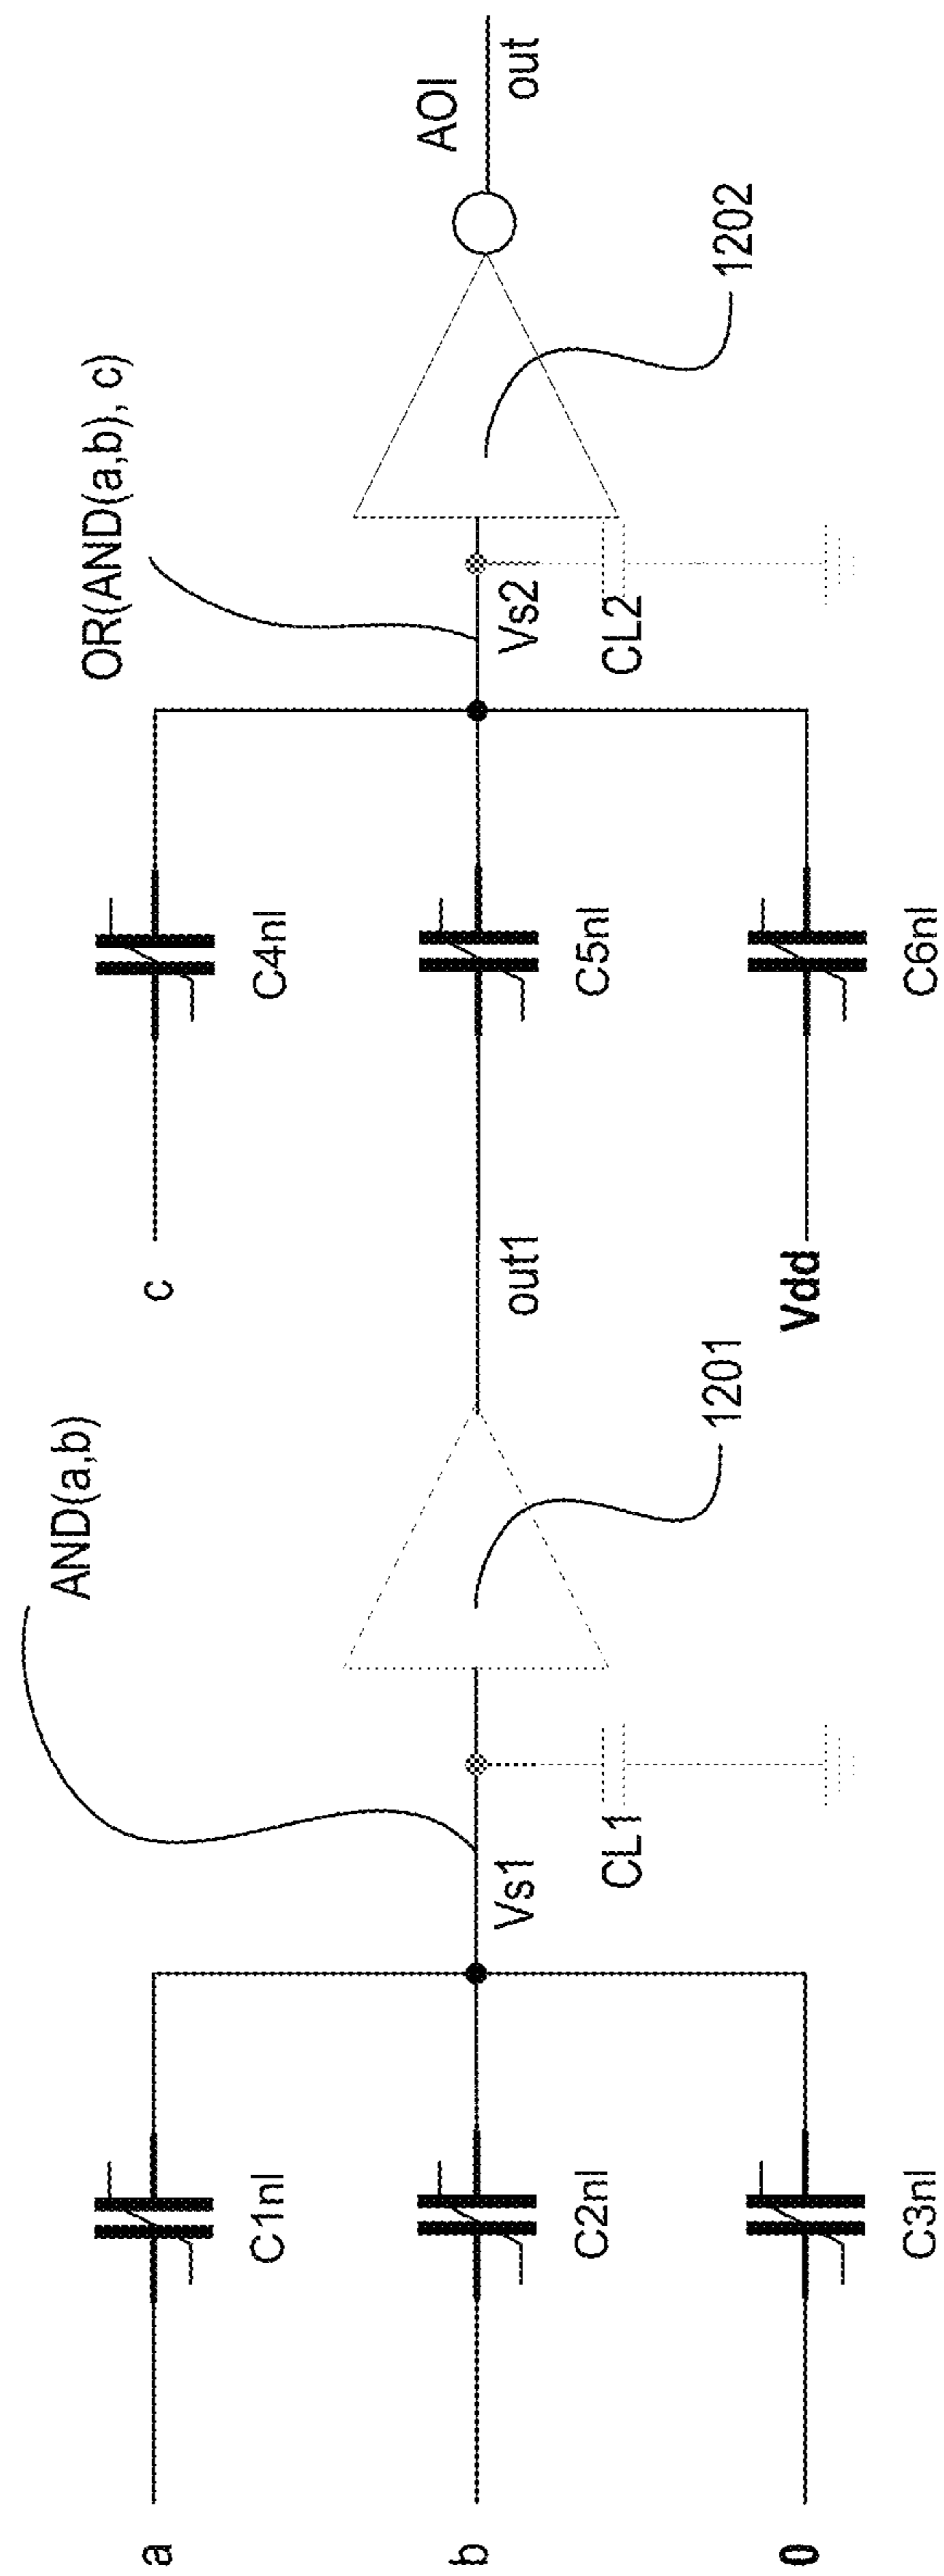 a
b
0
C1nl
C2nl
C3nl
AND(a,b)
Vs1
CL1
1201
out1
c
Vdd
C4nl
C5nl
C6nl
OR(AND(a,b), c)
Vs2
CL2
1202
AOI
out